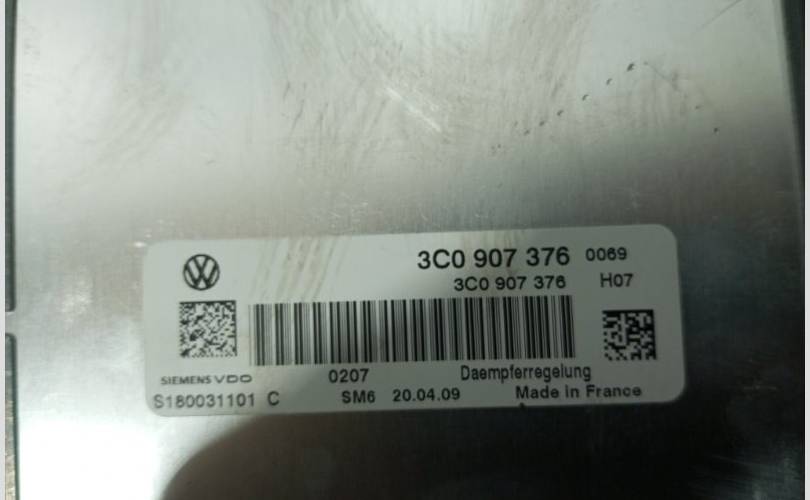 3C0 907 376 0069
3C0 907 376 H07
SIEMENS VDO 0207 Daempferregelung
S180031101 C SM6 20.04.09 Made in France